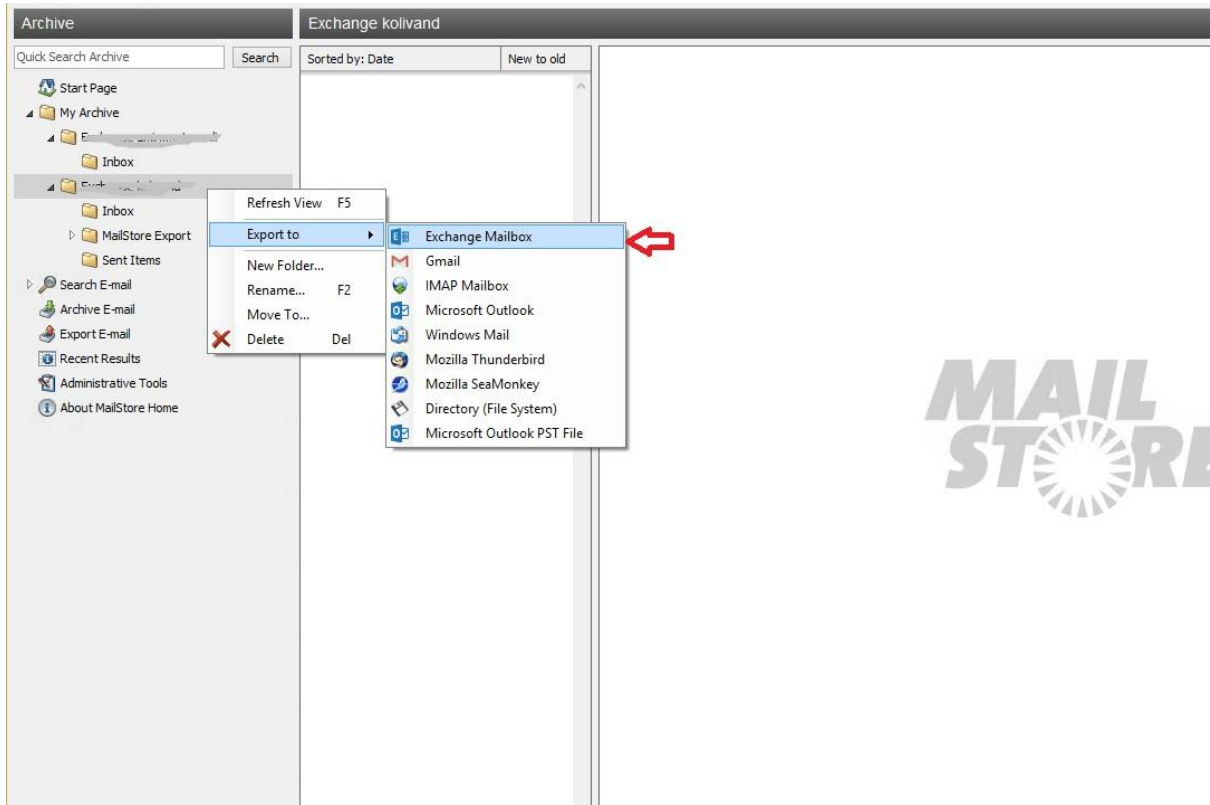 Archive
Exchange kolivand
Quick Search Archive
Search
Sorted by: Date
New to old
Start Page
My Archive
Inbox
Inbox
MailStore Export
Sent Items
Search E-mail
Archive E-mail
Export E-mail
Recent Results
Administrative Tools
About MailStore Home
Refresh View F5
Export to
New Folder...
Rename... F2
Move To...
Delete Del
Exchange Mailbox
Gmail
IMAP Mailbox
Microsoft Outlook
Windows Mail
Mozilla Thunderbird
Mozilla SeaMonkey
Directory (File System)
Microsoft Outlook PST File
MAIL
STORE